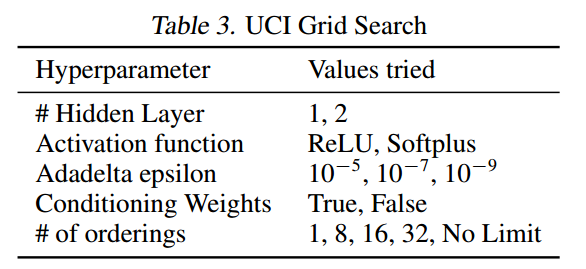 Table 3. UCI Grid Search
Hyperparameter Values tried
# Hidden Layer 1, 2
Activation function ReLU, Softplus
Adadelta epsilon 10⁻⁵, 10⁻⁷, 10⁻⁹
Conditioning Weights True, False
# of orderings 1, 8, 16, 32, No Limit